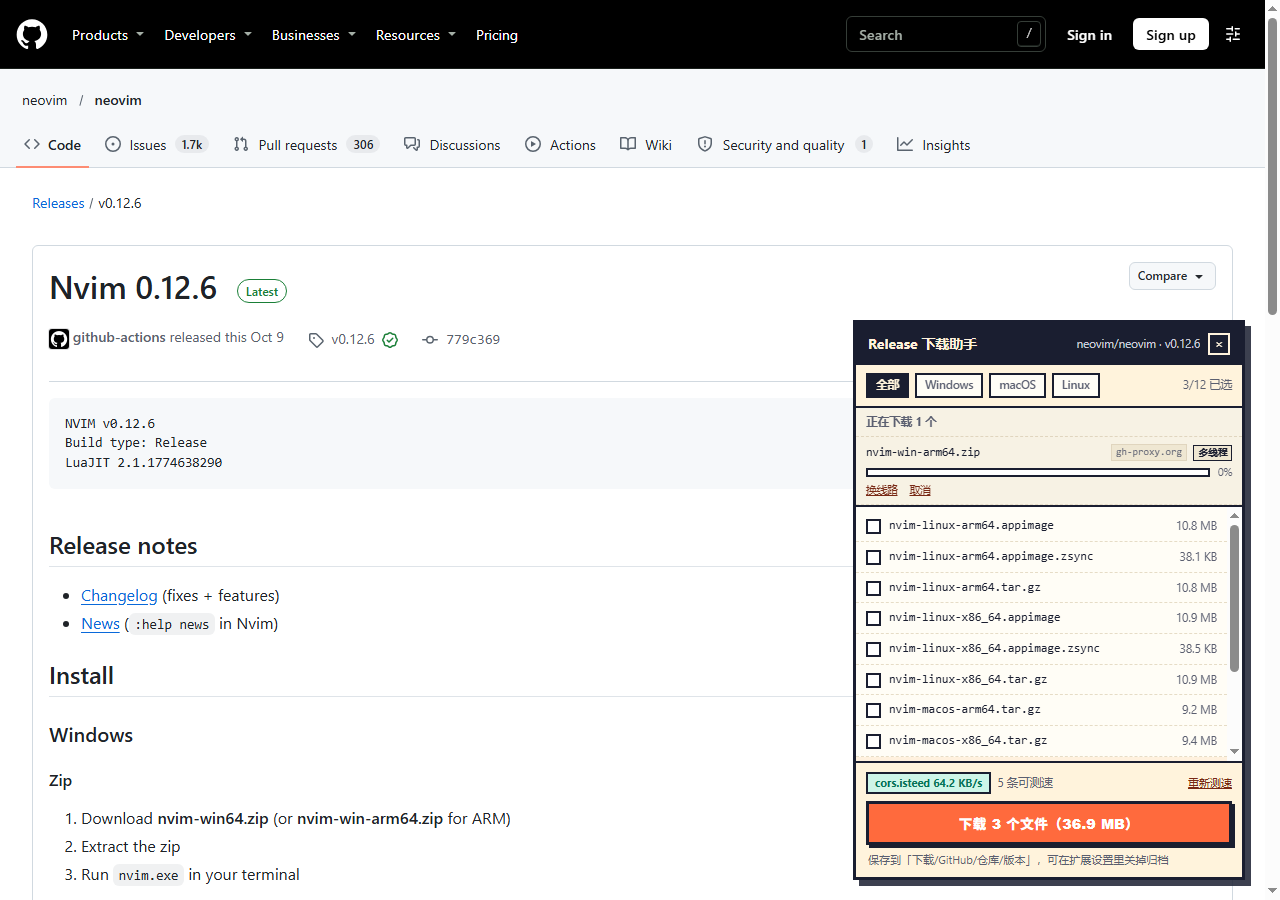 Products Developers Businesses Resources Pricing Search / Sign in Sign up
neovim / neovim
Code Issues 1.7k Pull requests 306 Discussions Actions Wiki Security and quality 1 Insights
Releases / v0.12.6
Nvim 0.12.6 Latest
Compare
github-actions released this Oct 9 v0.12.6 779c369
NVIM v0.12.6
Build type: Release
LuaJIT 2.1.1774638290
Release notes
Changelog (fixes + features)
News ( :help news in Nvim)
Install
Windows
Zip
1. Download nvim-win64.zip (or nvim-win-arm64.zip for ARM)
2. Extract the zip
3. Run nvim.exe in your terminal
Release 下载助手 neovim/neovim · v0.12.6 ×
全部 Windows macOS Linux 3/12 已选
正在下载 1 个
nvim-win-arm64.zip gh-proxy.org 多线程
0%
换线路 取消
nvim-linux-arm64.appimage 10.8 MB
nvim-linux-arm64.appimage.zsync 38.1 KB
nvim-linux-arm64.tar.gz 10.8 MB
nvim-linux-x86_64.appimage 10.9 MB
nvim-linux-x86_64.appimage.zsync 38.5 KB
nvim-linux-x86_64.tar.gz 10.9 MB
nvim-macos-arm64.tar.gz 9.2 MB
nvim-macos-x86_64.tar.gz 9.4 MB
cors.isteed 64.2 KB/s 5 条可测速 重新测速
下载 3 个文件（36.9 MB）
保存到「下载/GitHub/仓库/版本」，可在扩展设置里关掉归档